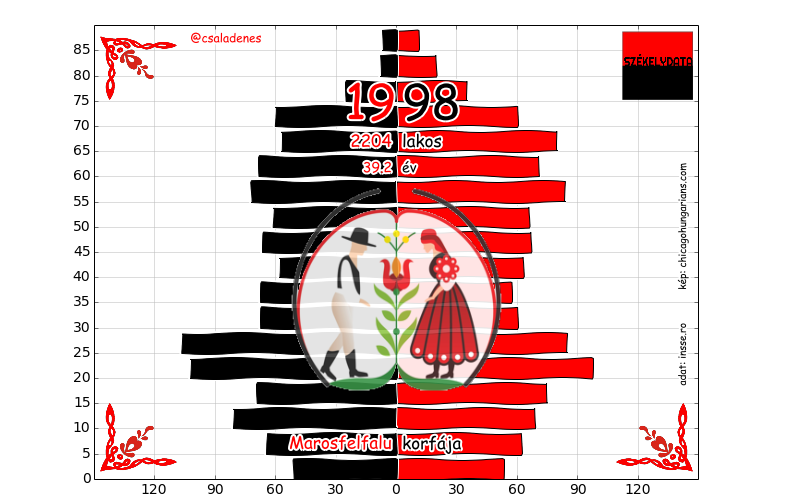 @csaladenes
SZÉKELYDATA
1998
2204 lakos
39.2 év
kép: chicagohungarians.com
adat: insse.ro
Marosfelfalu korfája
85
80
75
70
65
60
55
50
45
40
35
30
25
20
15
10
5
0
120 90 60 30 0 30 60 90 120